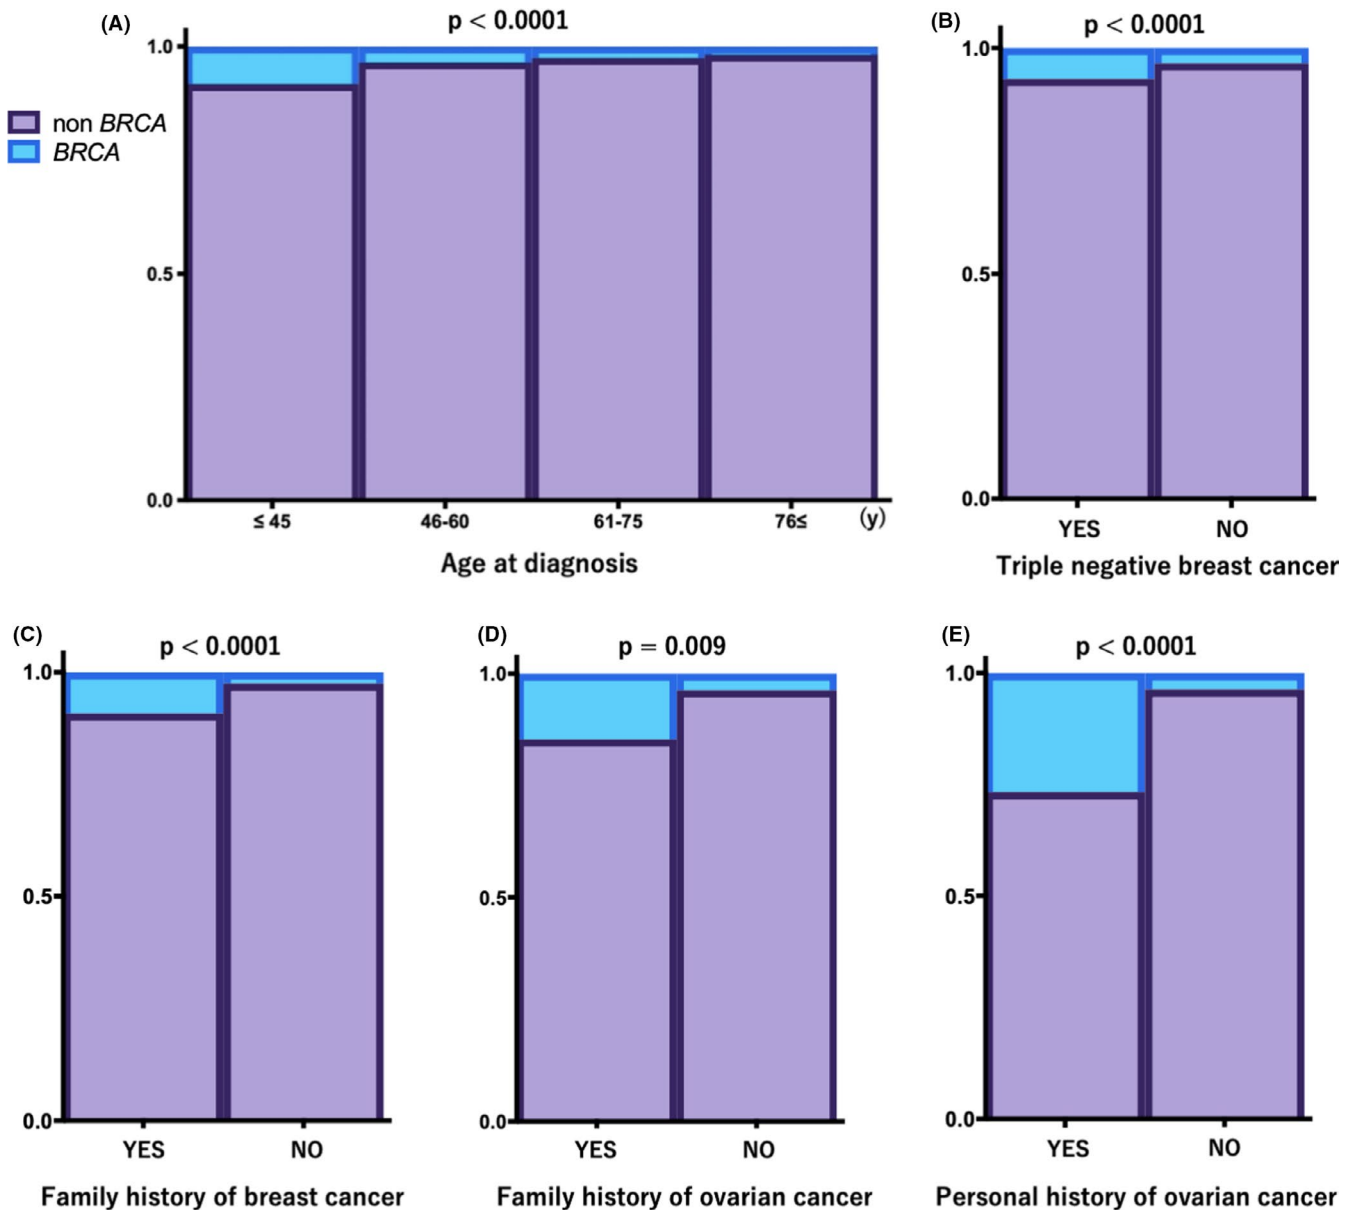 (A)
p < 0.0001
non BRCA
BRCA
1.0
0.5
0.0
≤ 45
46-60
61-75
76≤
(y)
Age at diagnosis
(B)
p < 0.0001
1.0
0.5
0.0
YES
NO
Triple negative breast cancer
(C)
p < 0.0001
1.0
0.5
0.0
YES
NO
Family history of breast cancer
(D)
p = 0.009
1.0
0.5
0.0
YES
NO
Family history of ovarian cancer
(E)
p < 0.0001
1.0
0.5
0.0
YES
NO
Personal history of ovarian cancer